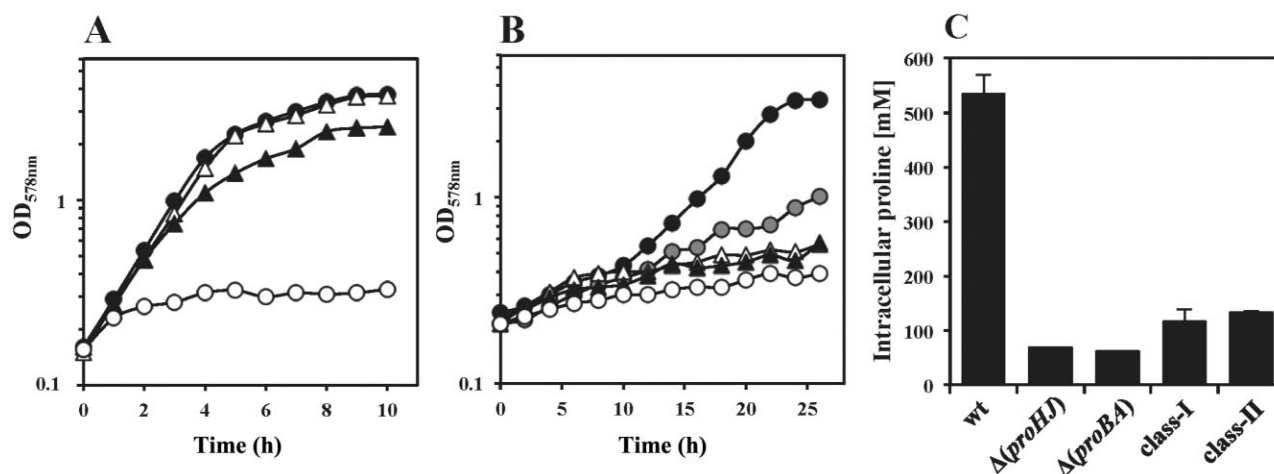 A
OD578nm
1
0.1
0 2 4 6 8 10
Time (h)
B
OD578nm
1
0.1
0 5 10 15 20 25
Time (h)
C
Intracellular proline [mM]
600
500
400
300
200
100
0
wt
Δ(proHJ)
Δ(proBA)
class-I
class-II